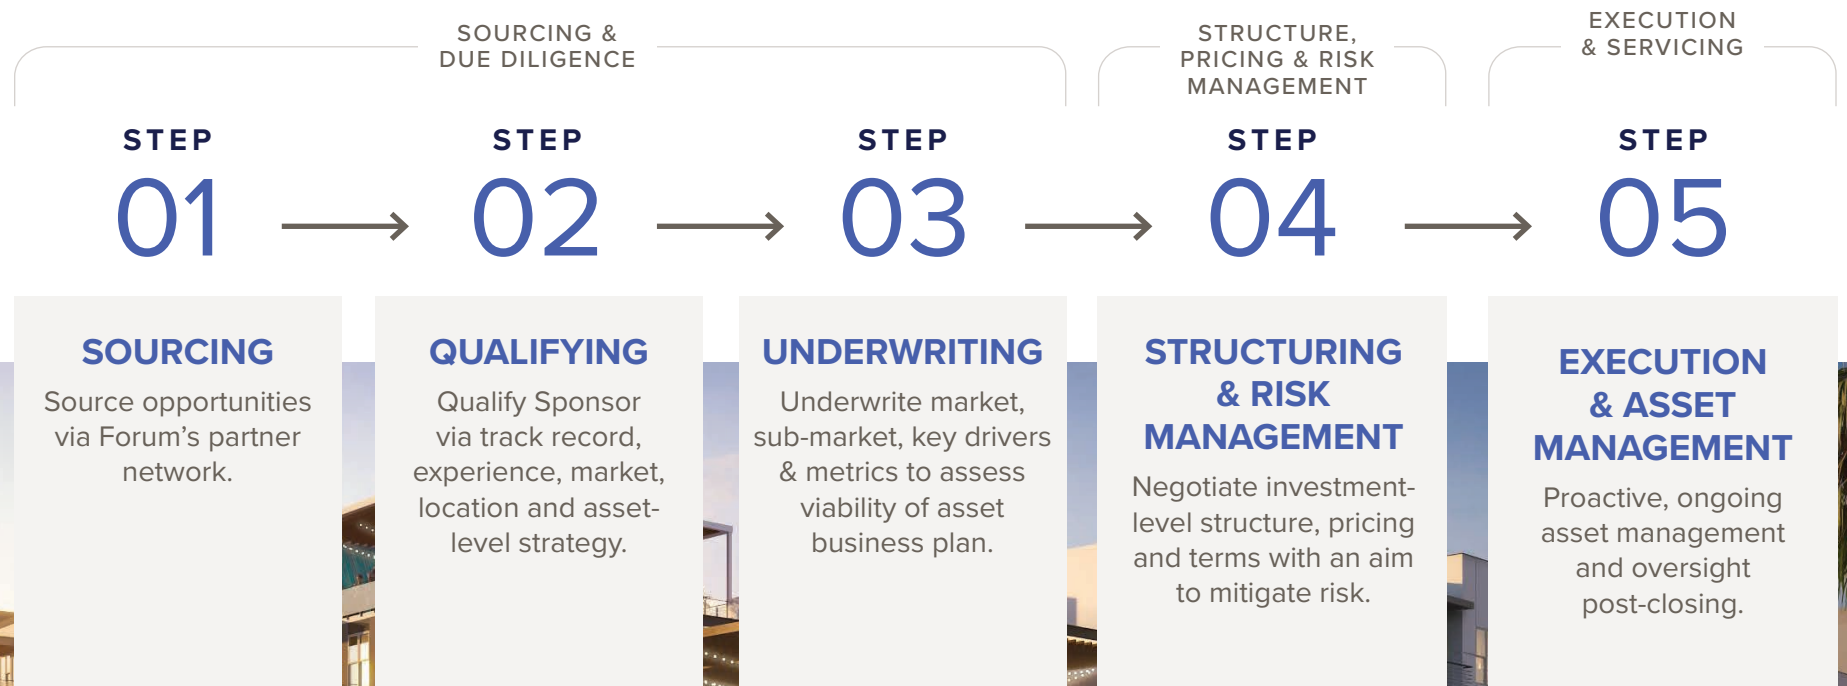 SOURCING &
DUE DILIGENCE
STRUCTURE,
PRICING & RISK
MANAGEMENT
EXECUTION
& SERVICING
STEP
01
STEP
02
STEP
03
STEP
04
STEP
05
SOURCING
Source opportunities
via Forum’s partner
network.
QUALIFYING
Qualify Sponsor
via track record,
experience, market,
location and asset-
level strategy.
UNDERWRITING
Underwrite market,
sub-market, key drivers
& metrics to assess
viability of asset
business plan.
STRUCTURING
& RISK
MANAGEMENT
Negotiate investment-
level structure, pricing
and terms with an aim
to mitigate risk.
EXECUTION
& ASSET
MANAGEMENT
Proactive, ongoing
asset management
and oversight
post-closing.